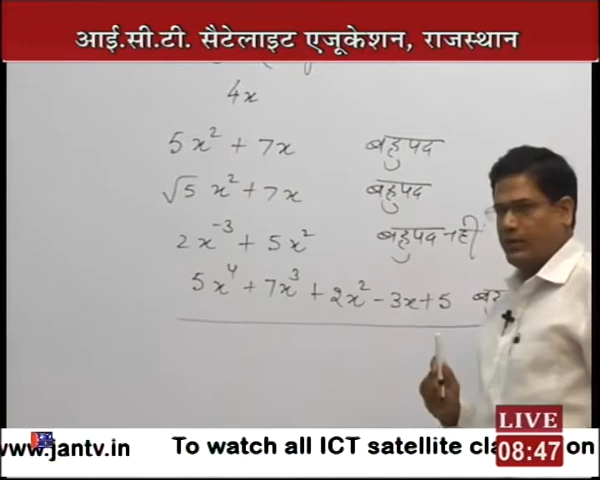 आई.सी.टी. सैटेलाइट एजूकेशन, राजस्थान
4x
5x² + 7x बहुपद
√5 x² + 7x बहुपद
2x⁻³ + 5x² बहुपद नहीं
5x⁴ + 7x³ + 2x² - 3x + 5
LIVE
www.jantv.in To watch all ICT satellite on
08:47